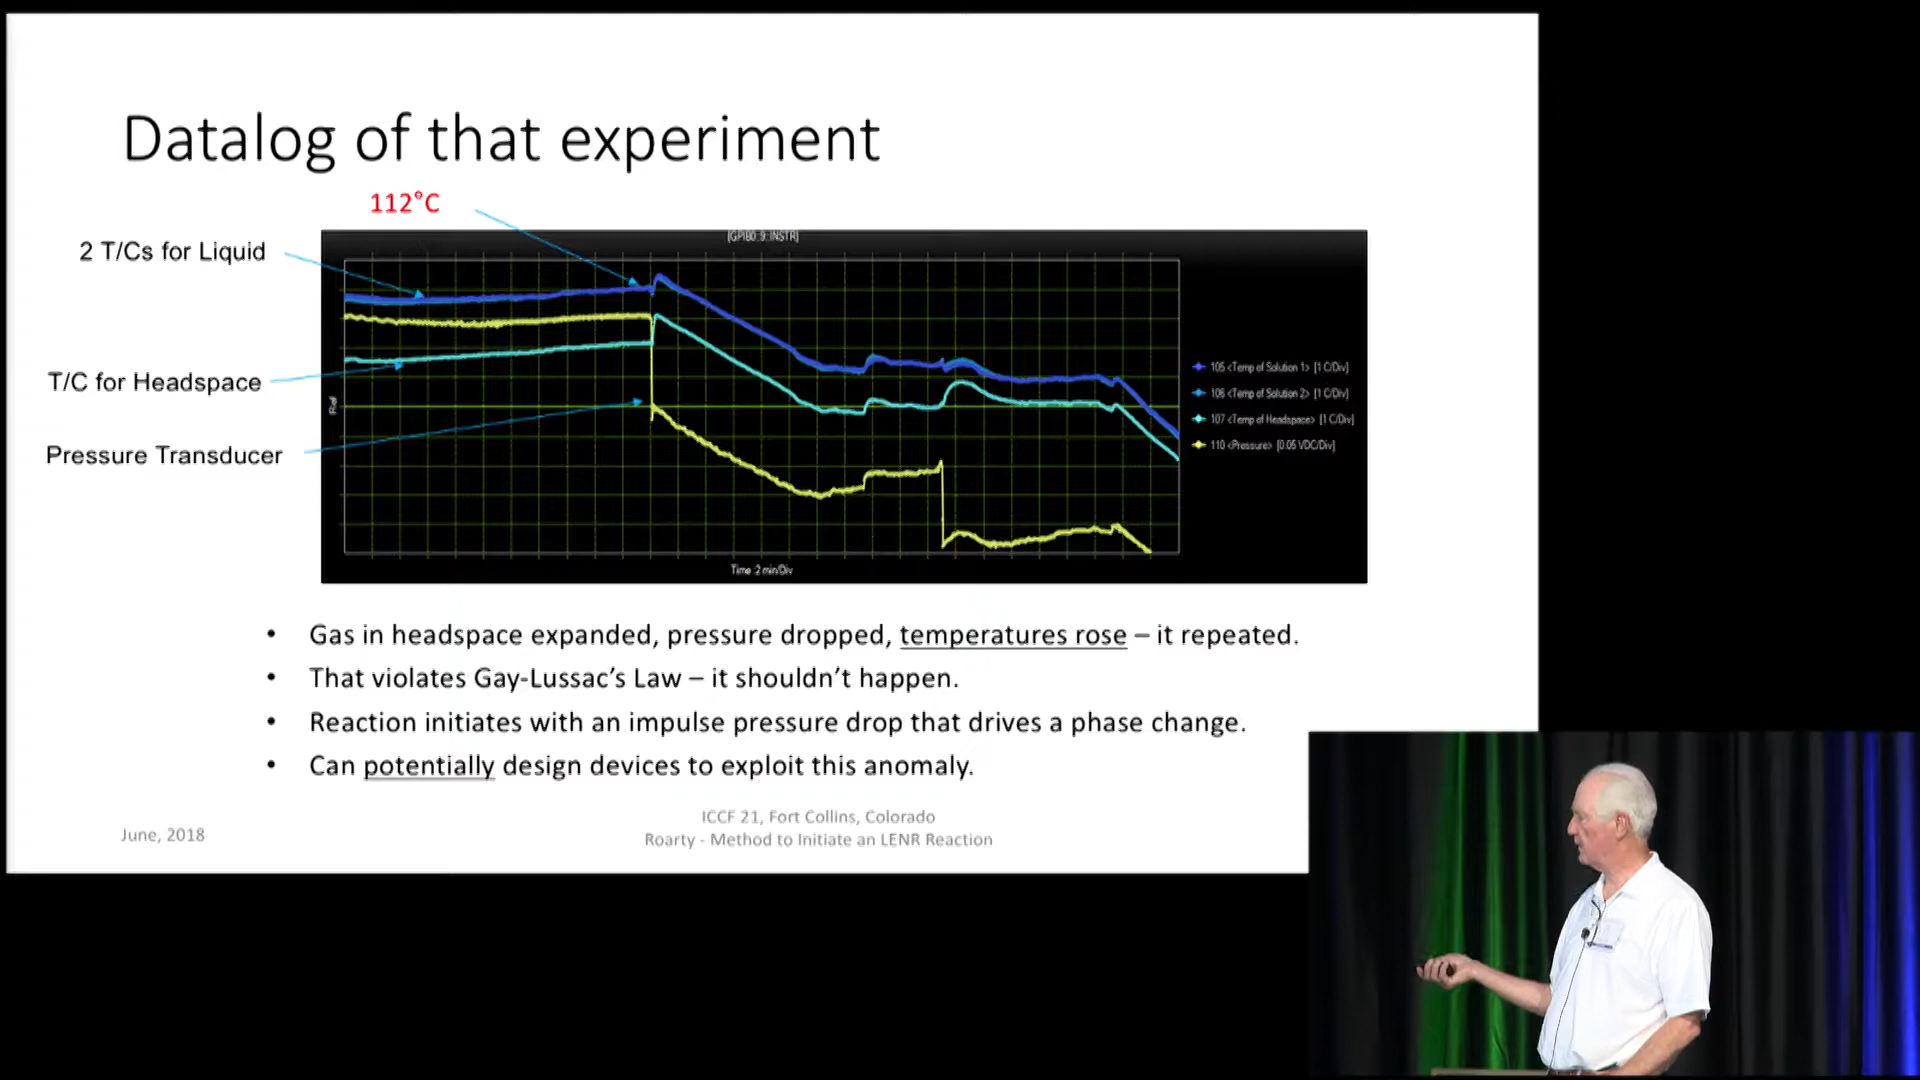 Datalog of that experiment
112°C
2 T/Cs for Liquid
T/C for Headspace
Pressure Transducer
[GPIB0::9::INSTR]
105 <Temp of Solution 1> [1 C/Div]
106 <Temp of Solution 2> [1 C/Div]
107 <Temp of Headspace> [1 C/Div]
110 <Pressure> [0.05 VDC/Div]
Time :2 min/Div
• Gas in headspace expanded, pressure dropped, temperatures rose – it repeated.
• That violates Gay-Lussac’s Law – it shouldn’t happen.
• Reaction initiates with an impulse pressure drop that drives a phase change.
• Can potentially design devices to exploit this anomaly.
June, 2018
ICCF 21, Fort Collins, Colorado
Roarty - Method to Initiate an LENR Reaction